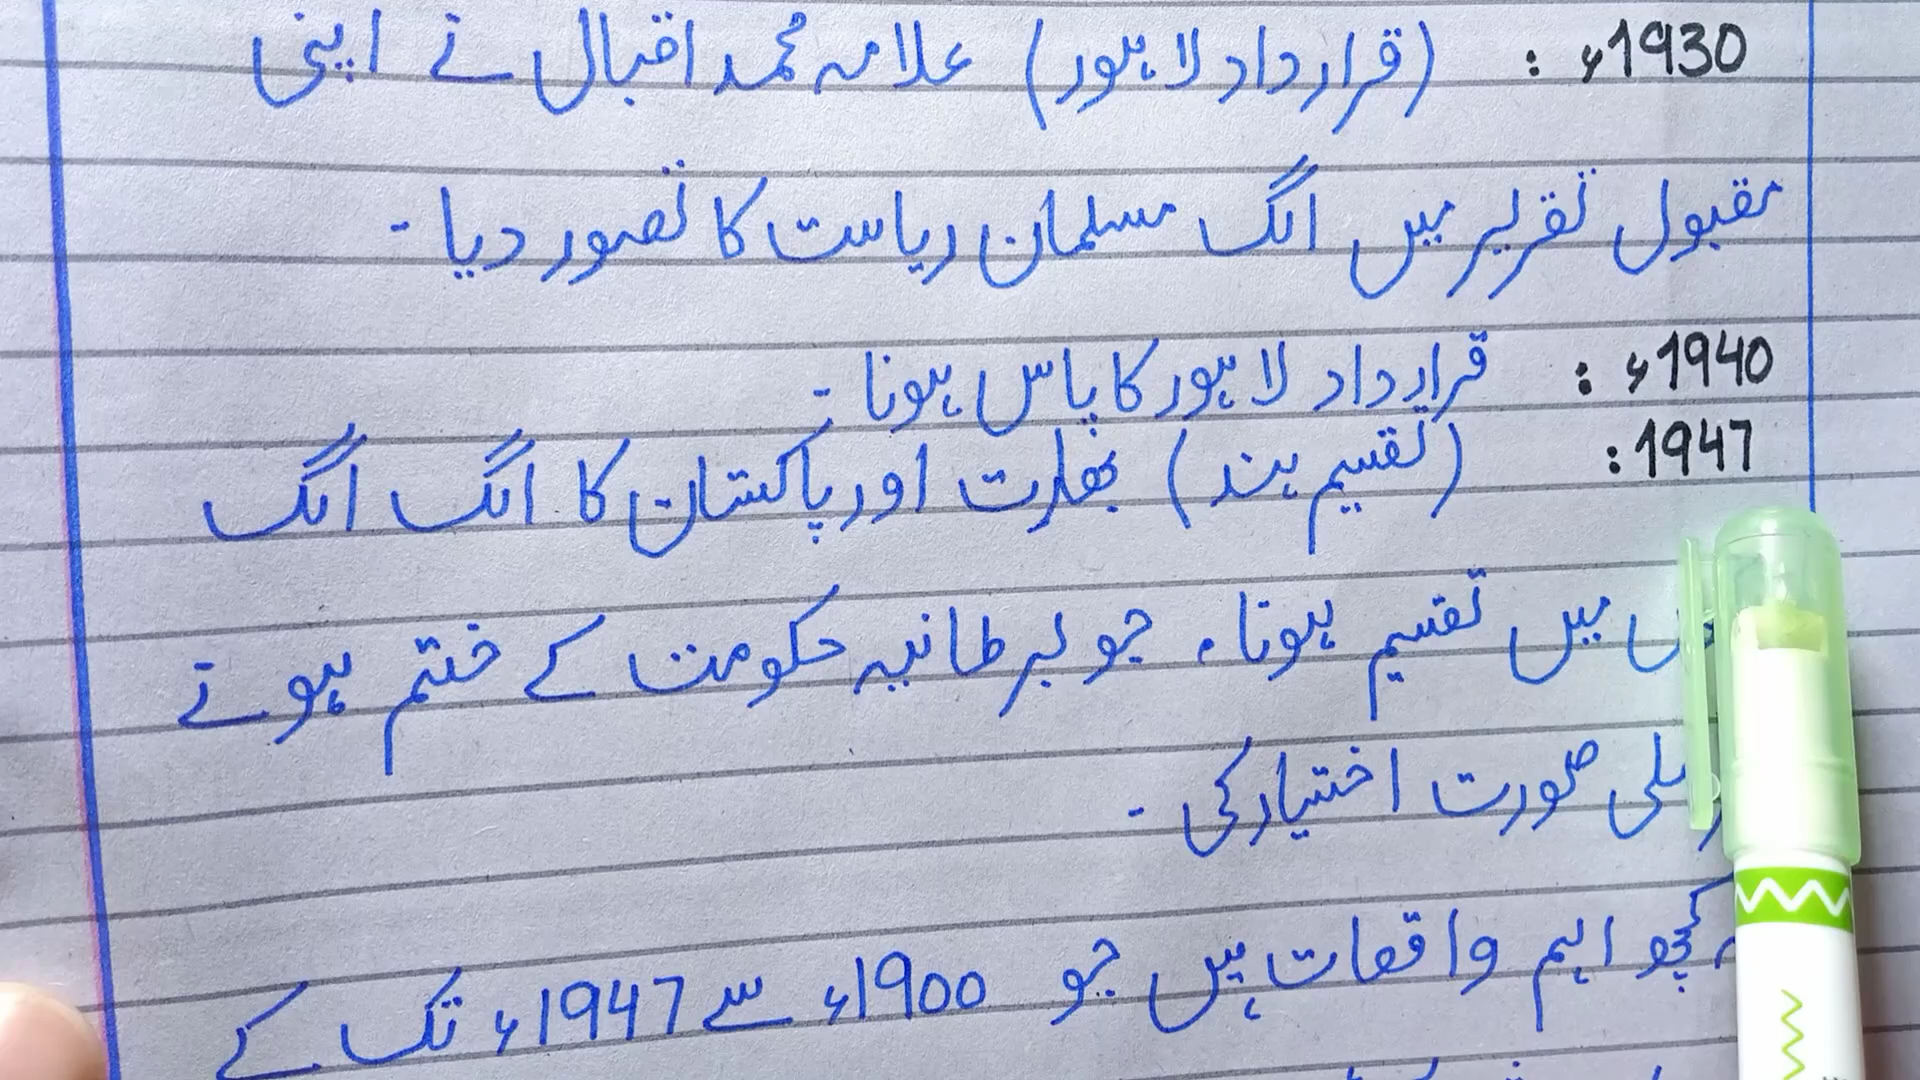 1930ء : (قرارداد لاہور) علامہ محمد اقبال نے اپنی
مقبول تقریر میں الگ مسلمان ریاست کا تصور دیا۔
1940ء : قرارداد لاہور کا پاس ہونا۔
1947: (تقسیم ہند) بھارت اور پاکستان کا الگ الگ
میں تقسیم ہونا، جو برطانیہ حکومت کے ختم ہونے
صورت اختیار کی۔
کچھ اہم واقعات ہیں جو 1900ء سے 1947ء تک کے